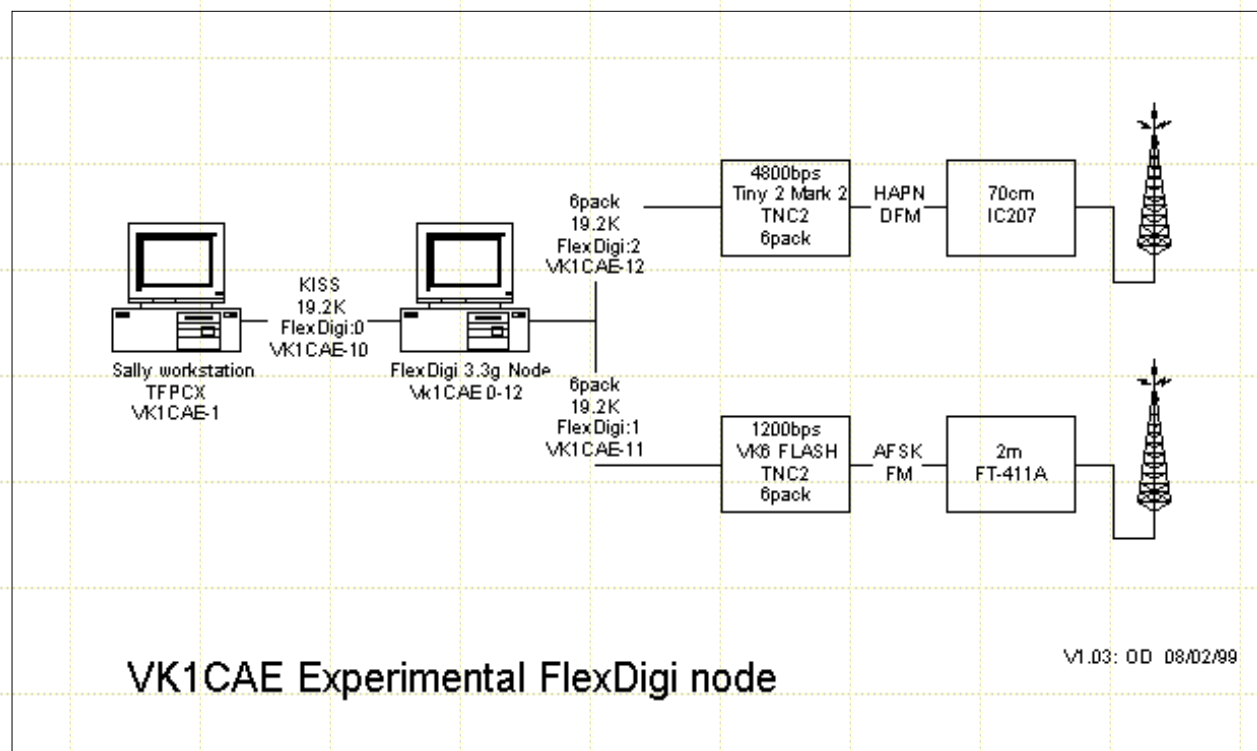 4800bps
Tiny 2 Mark 2
TNC2
6pack
HAPN
DFM
70cm
IC207
6pack
19.2K
FlexDigi:2
VK1CAE-12
KISS
19.2K
FlexDigi:0
VK1CAE-10
Sally workstation
TFPCX
VK1CAE-1
FlexDigi 3.3g Node
Vk1CAE 0-12
6pack
19.2K
FlexDigi:1
VK1CAE-11
1200bps
VK6 FLASH
TNC2
6pack
AFSK
FM
2m
FT-411A
V1.03: OD 08/02/99
VK1CAE Experimental FlexDigi node